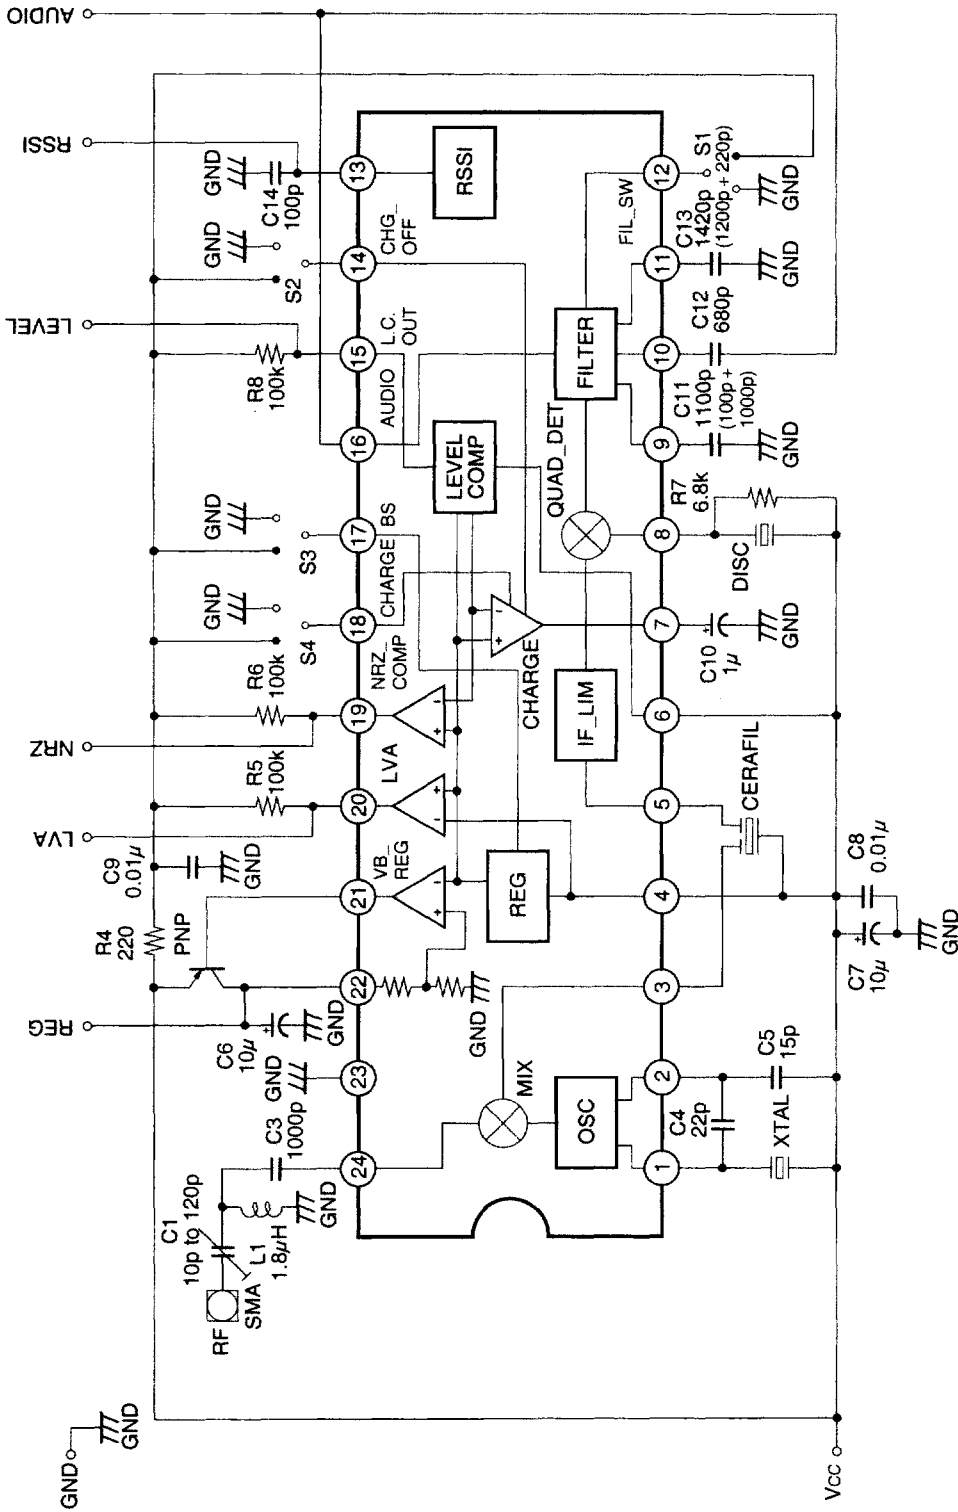 GND
GND
RF
SMA
C1
10p to 120p
L1
1.8μH
GND
C3
1000p
GND
REG
C6
10μ
GND
R4
220
PNP
C9
0.01μ
GND
LVA
R5
100k
NRZ
R6
100k
GND
S4
GND
S3
LEVEL
R8
100k
GND
S2
RSSI
GND
C14
100p
AUDIO
24
23
22
21
20
19
18
17
16
15
14
13
VB_
REG
LVA
NRZ_
COMP
CHARGE
BS
AUDIO
L.C.
OUT
CHG_
OFF
GND
MIX
OSC
REG
CHARGE
IF_LIM
LEVEL
COMP
QUAD_DET
FILTER
RSSI
FIL_SW
1
2
3
4
5
6
7
8
9
10
11
12
C4
22p
XTAL
C5
15p
CERAFIL
C7
10μ
C8
0.01μ
GND
C10
1μ
GND
DISC
R7
6.8k
C11
1100p
(100p +
1000p)
GND
C12
680p
C13
1420p
(1200p + 220p)
GND
S1
GND
Vcc